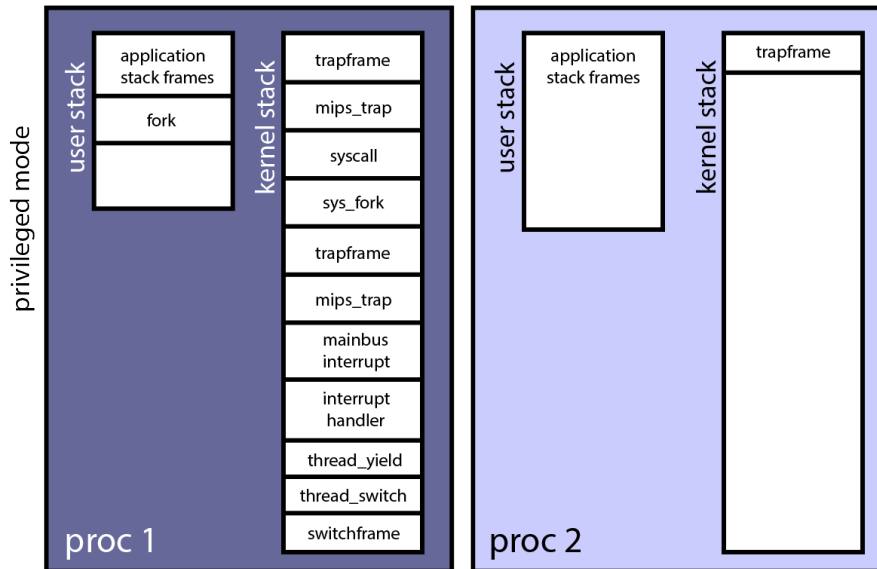 privileged mode
user stack
application
stack frames
fork
kernel stack
trapframe
mips_trap
syscall
sys_fork
trapframe
mips_trap
mainbus
interrupt
interrupt
handler
thread_yield
thread_switch
switchframe
proc 1
user stack
application
stack frames
kernel stack
trapframe
proc 2